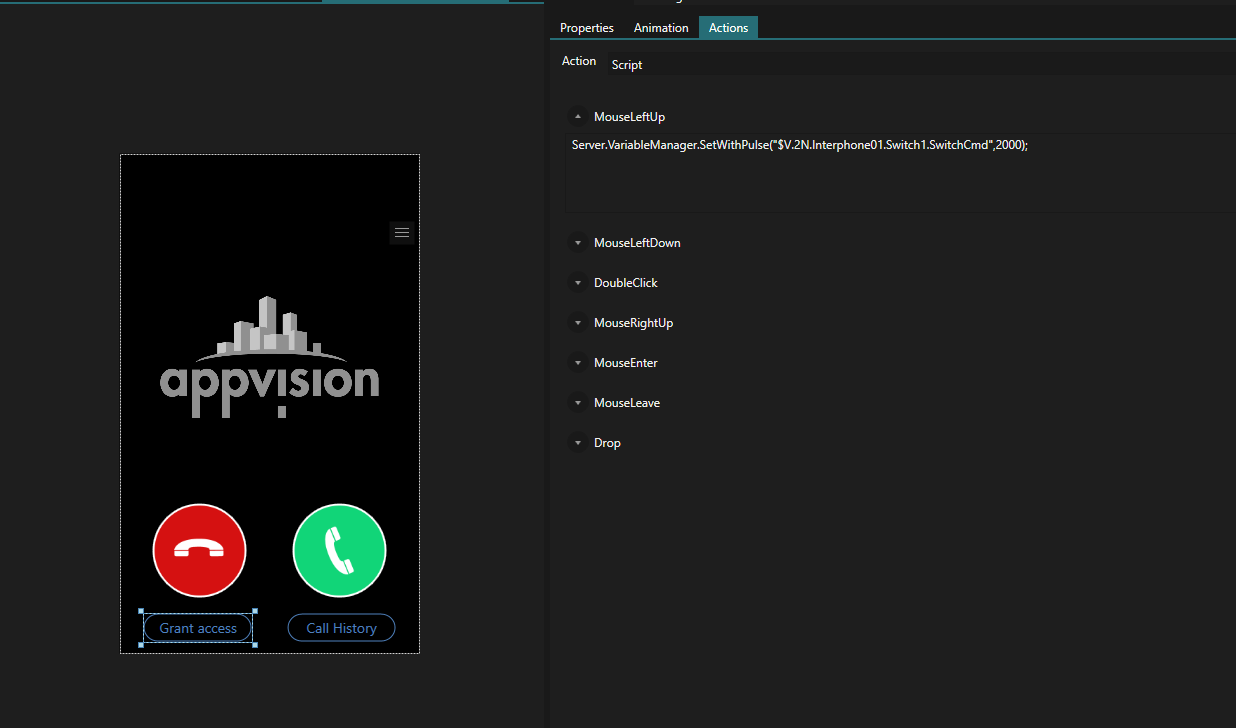 Properties
Animation
Actions
Action
Script
MouseLeftUp
Server.VariableManager.SetWithPulse("$V.2N.Interphone01.Switch1.SwitchCmd",2000);
MouseLeftDown
DoubleClick
MouseRightUp
MouseEnter
MouseLeave
Drop
appvision
Grant access
Call History